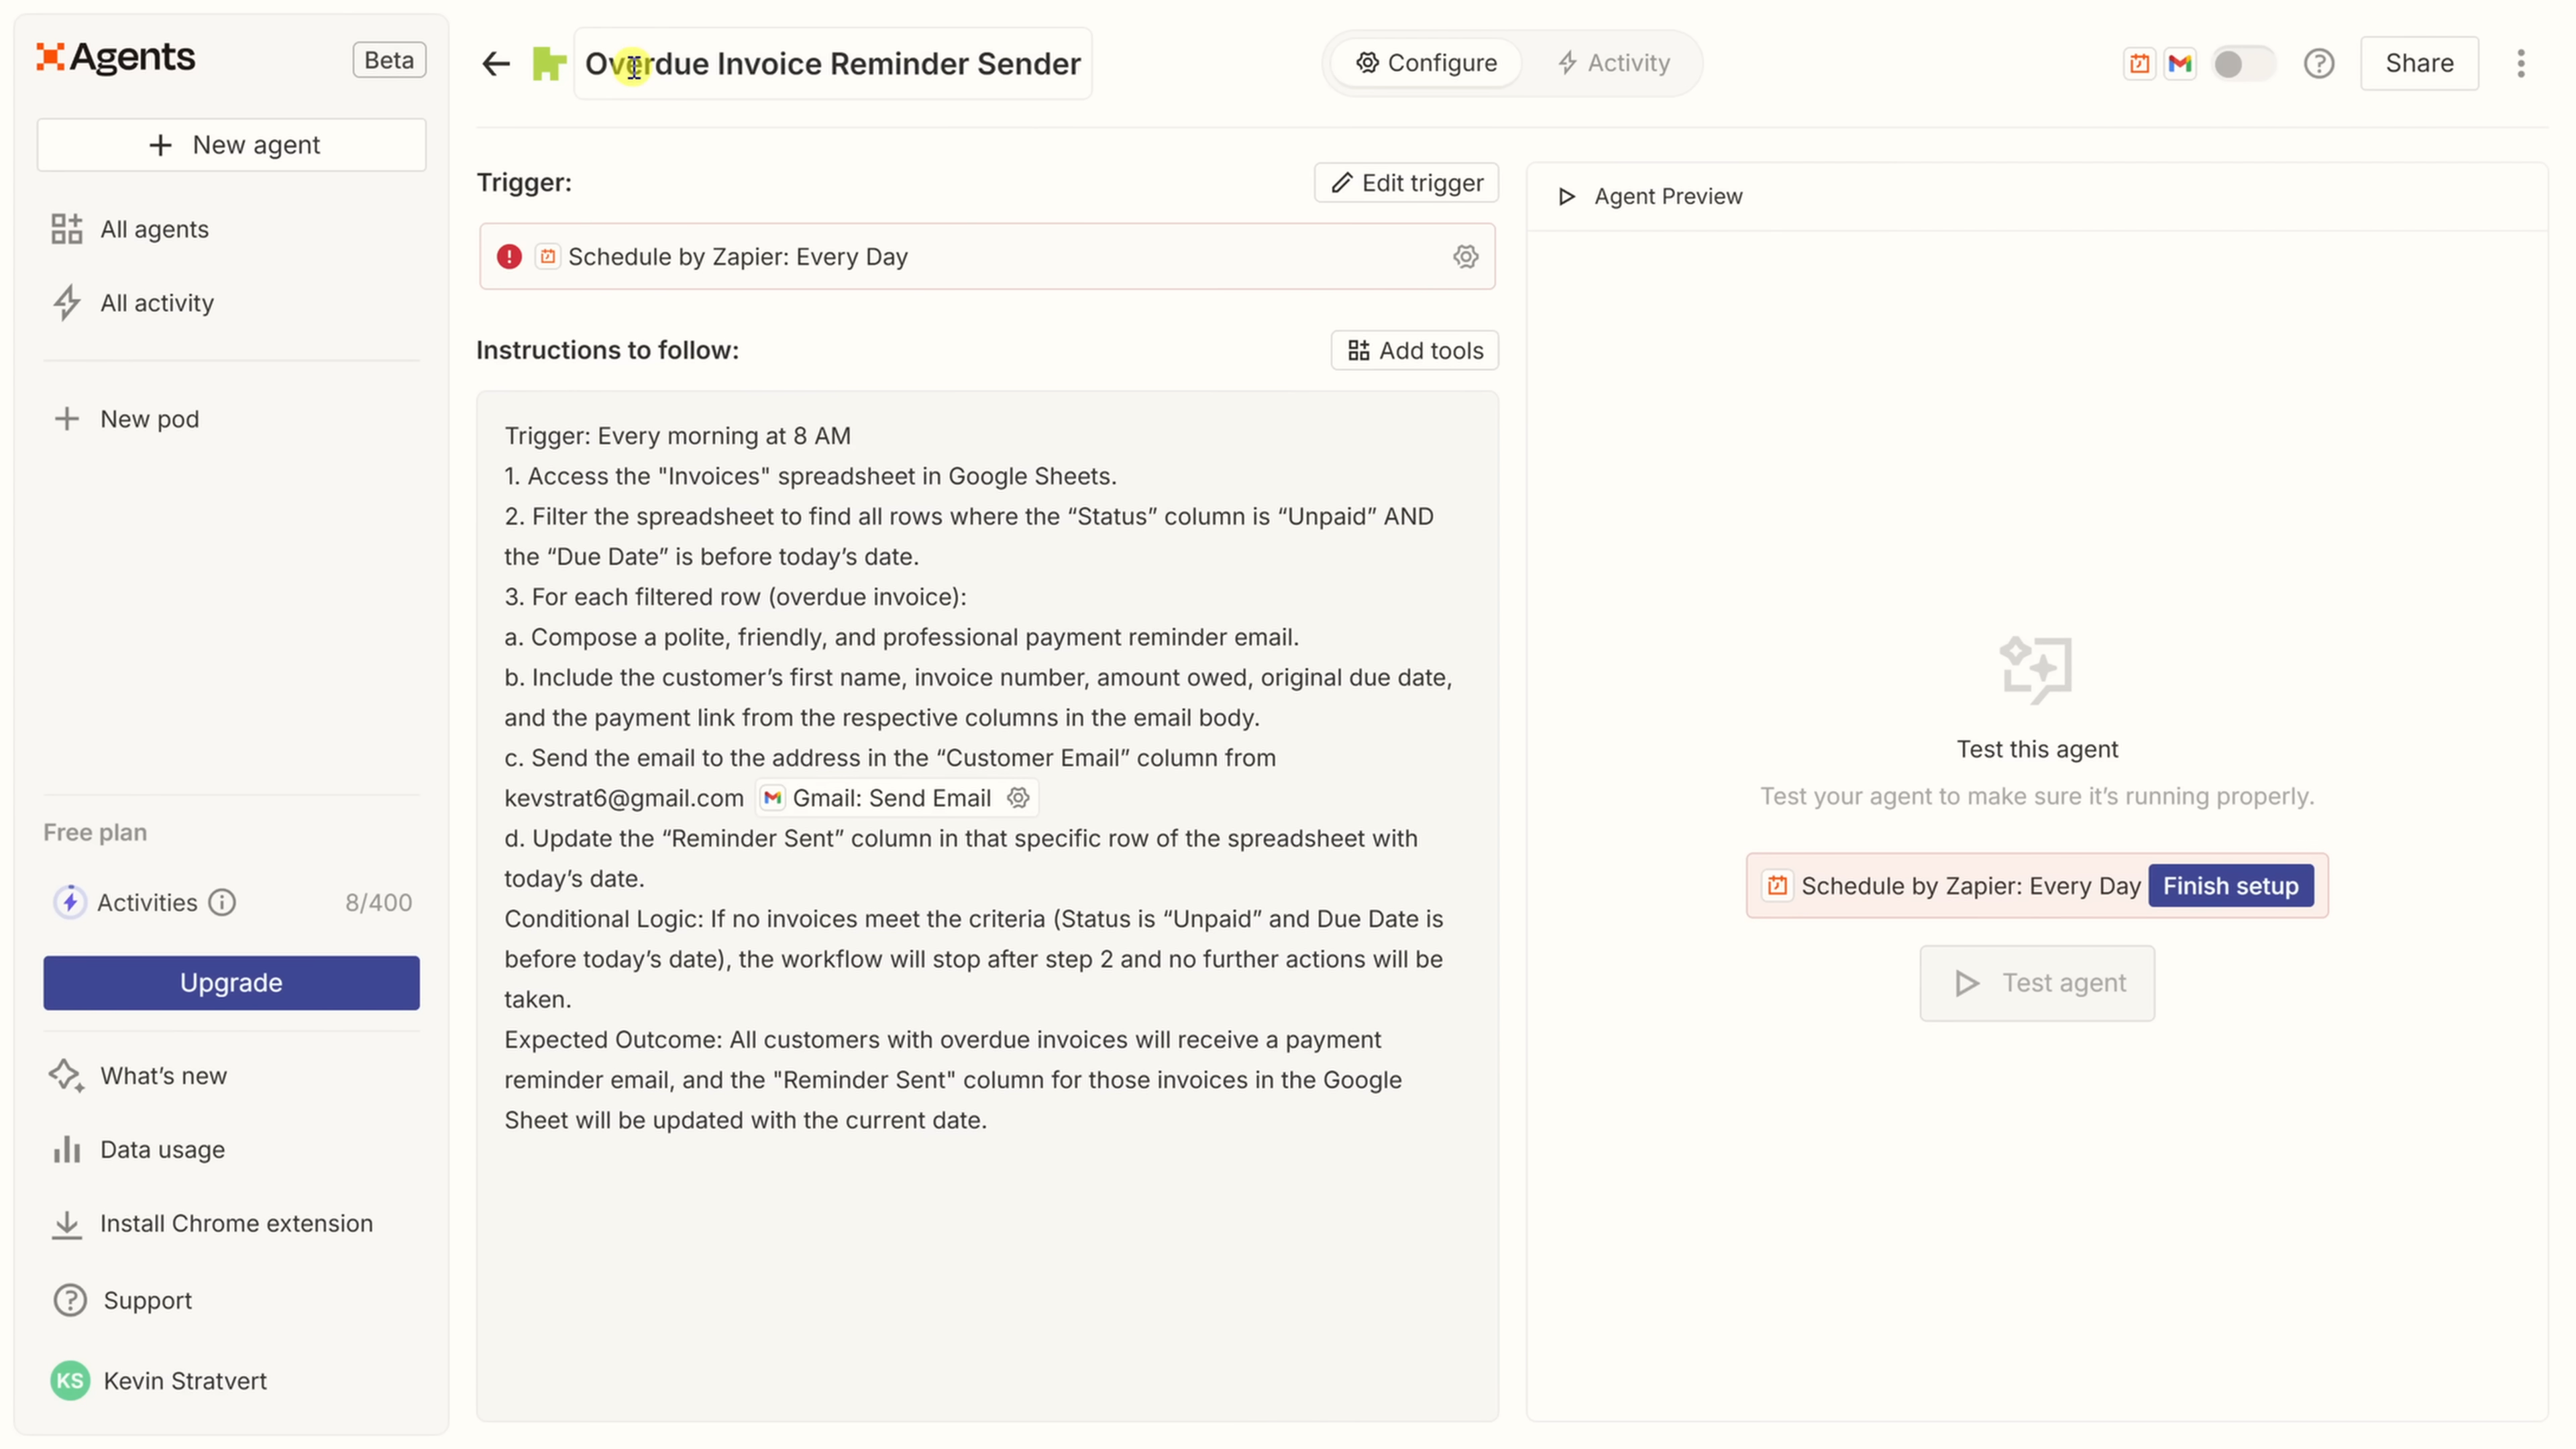 Agents
Beta
New agent
All agents
All activity
New pod
Free plan
Activities
8/400
Upgrade
What’s new
Data usage
Install Chrome extension
Support
KS Kevin Stratvert
Overdue Invoice Reminder Sender
Configure
Activity
Share
Trigger:
Edit trigger
Schedule by Zapier: Every Day
Instructions to follow:
Add tools
Trigger: Every morning at 8 AM
1. Access the "Invoices" spreadsheet in Google Sheets.
2. Filter the spreadsheet to find all rows where the “Status” column is “Unpaid” AND
the “Due Date” is before today’s date.
3. For each filtered row (overdue invoice):
a. Compose a polite, friendly, and professional payment reminder email.
b. Include the customer’s first name, invoice number, amount owed, original due date,
and the payment link from the respective columns in the email body.
c. Send the email to the address in the “Customer Email” column from
kevstrat6@gmail.com Gmail: Send Email
d. Update the “Reminder Sent” column in that specific row of the spreadsheet with
today’s date.
Conditional Logic: If no invoices meet the criteria (Status is “Unpaid” and Due Date is
before today’s date), the workflow will stop after step 2 and no further actions will be
taken.
Expected Outcome: All customers with overdue invoices will receive a payment
reminder email, and the "Reminder Sent" column for those invoices in the Google
Sheet will be updated with the current date.
Agent Preview
Test this agent
Test your agent to make sure it’s running properly.
Schedule by Zapier: Every Day
Finish setup
Test agent